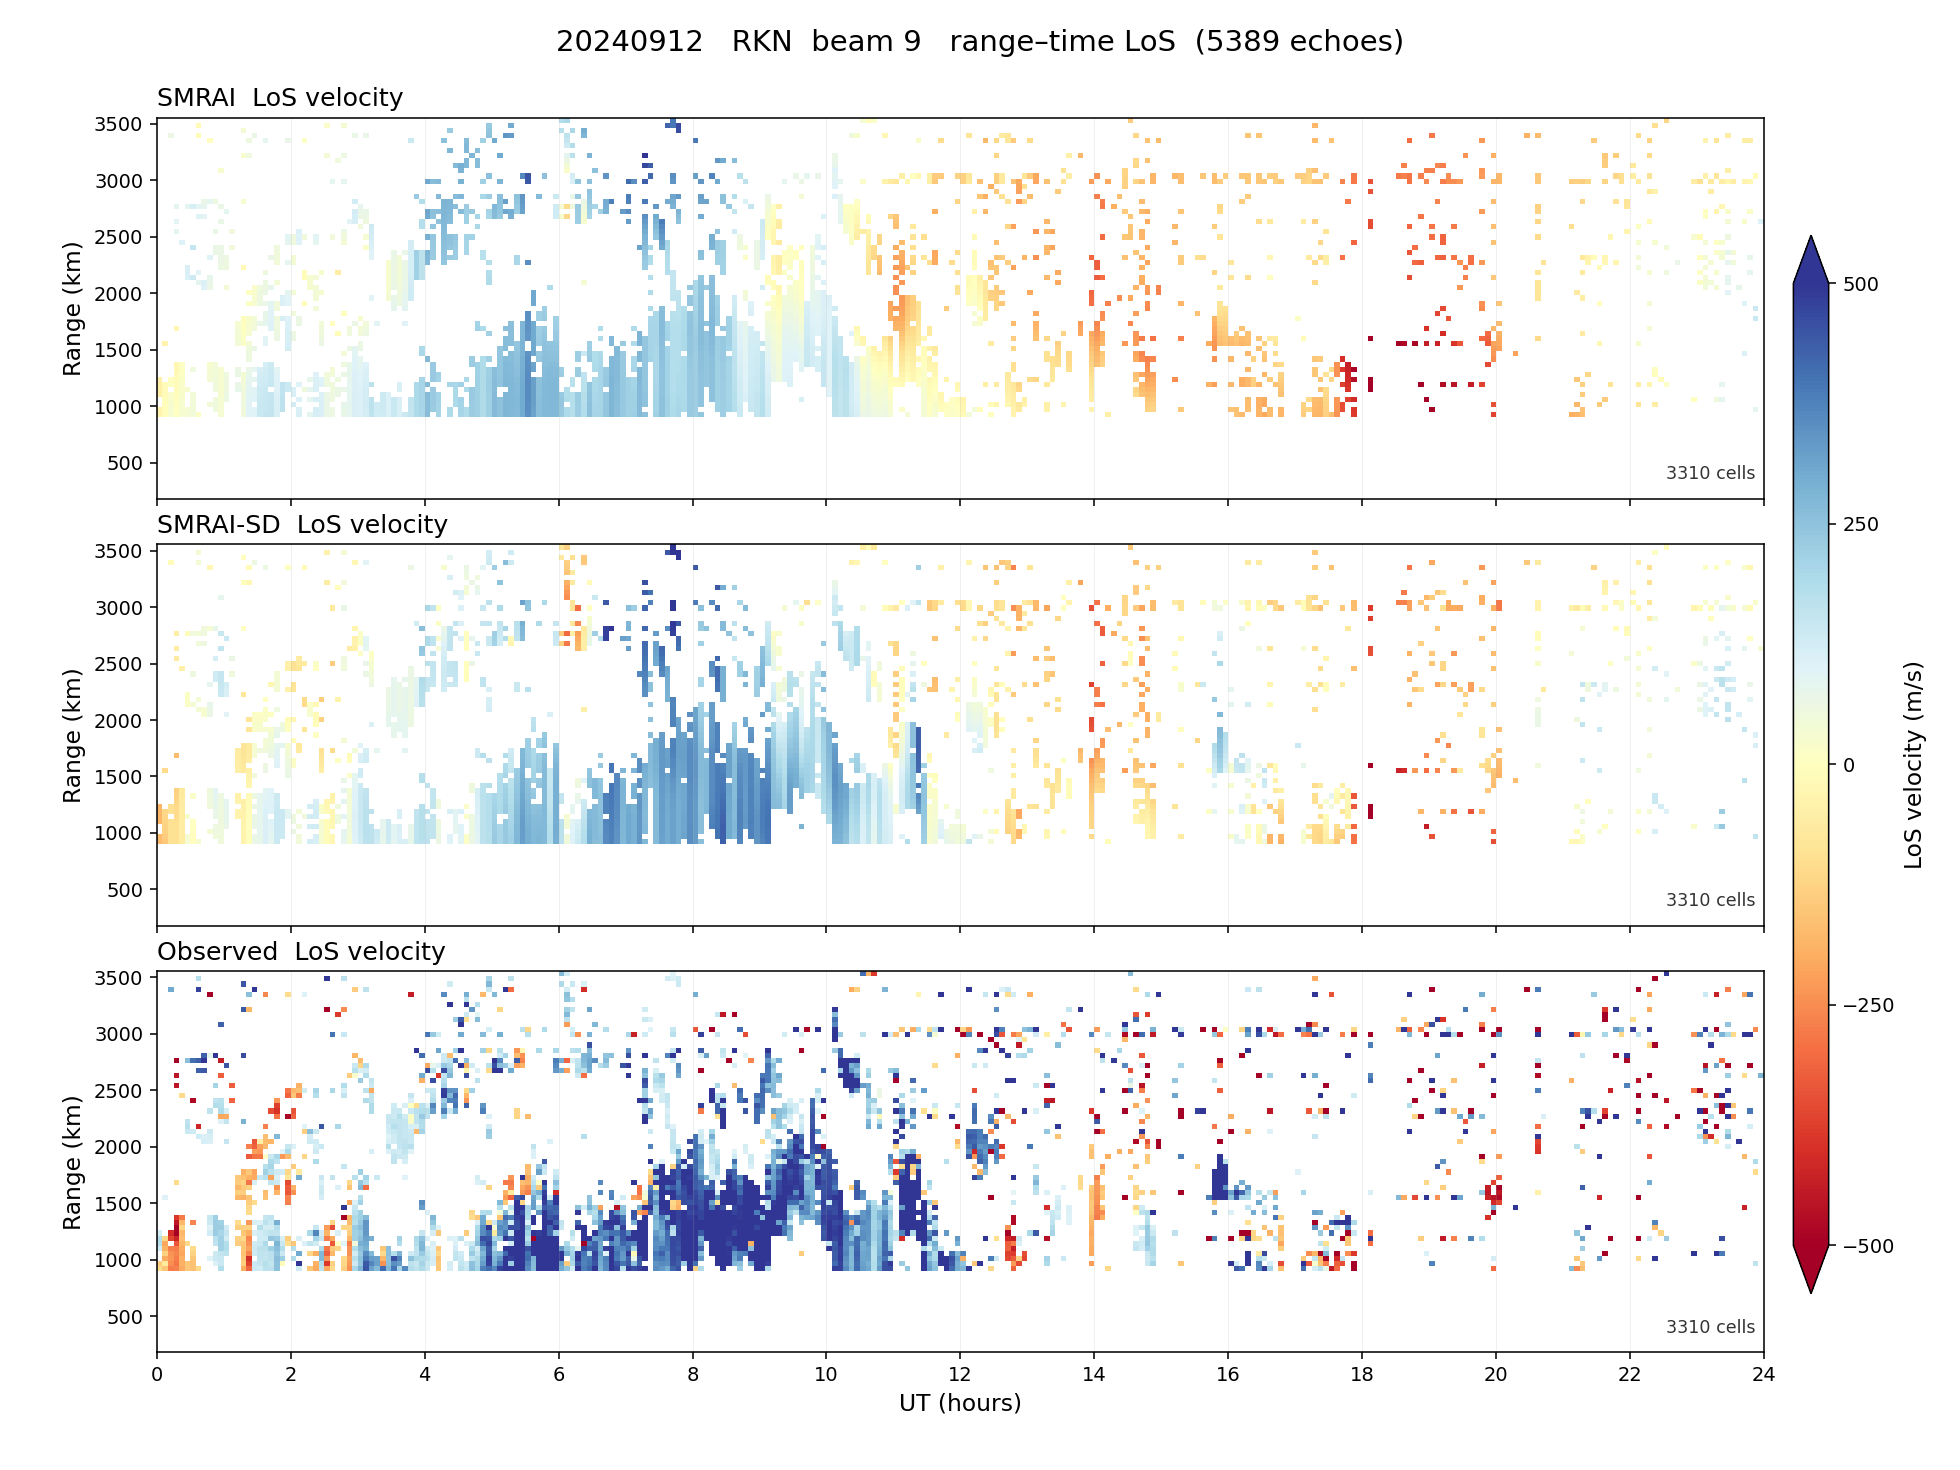 20240912   RKN  beam 9   range–time LoS  (5389 echoes)
SMRAI  LoS velocity
3500
3000
2500
2000
1500
1000
500
Range (km)
3310 cells
SMRAI-SD  LoS velocity
3500
3000
2500
2000
1500
1000
500
Range (km)
3310 cells
Observed  LoS velocity
3500
3000
2500
2000
1500
1000
500
Range (km)
3310 cells
0 2 4 6 8 10 12 14 16 18 20 22 24
UT (hours)
500
250
0
−250
−500
LoS velocity (m/s)